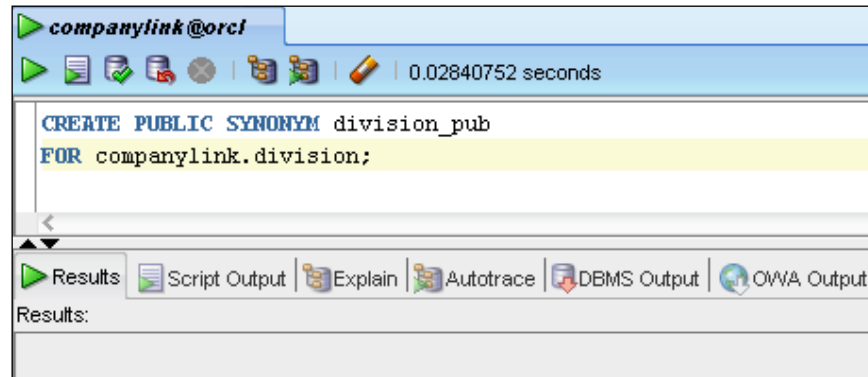 companylink@orcl
0.02840752 seconds
CREATE PUBLIC SYNONYM division_pub
FOR companylink.division;
Results Script Output Explain Autotrace DBMS Output OWA Output
Results: